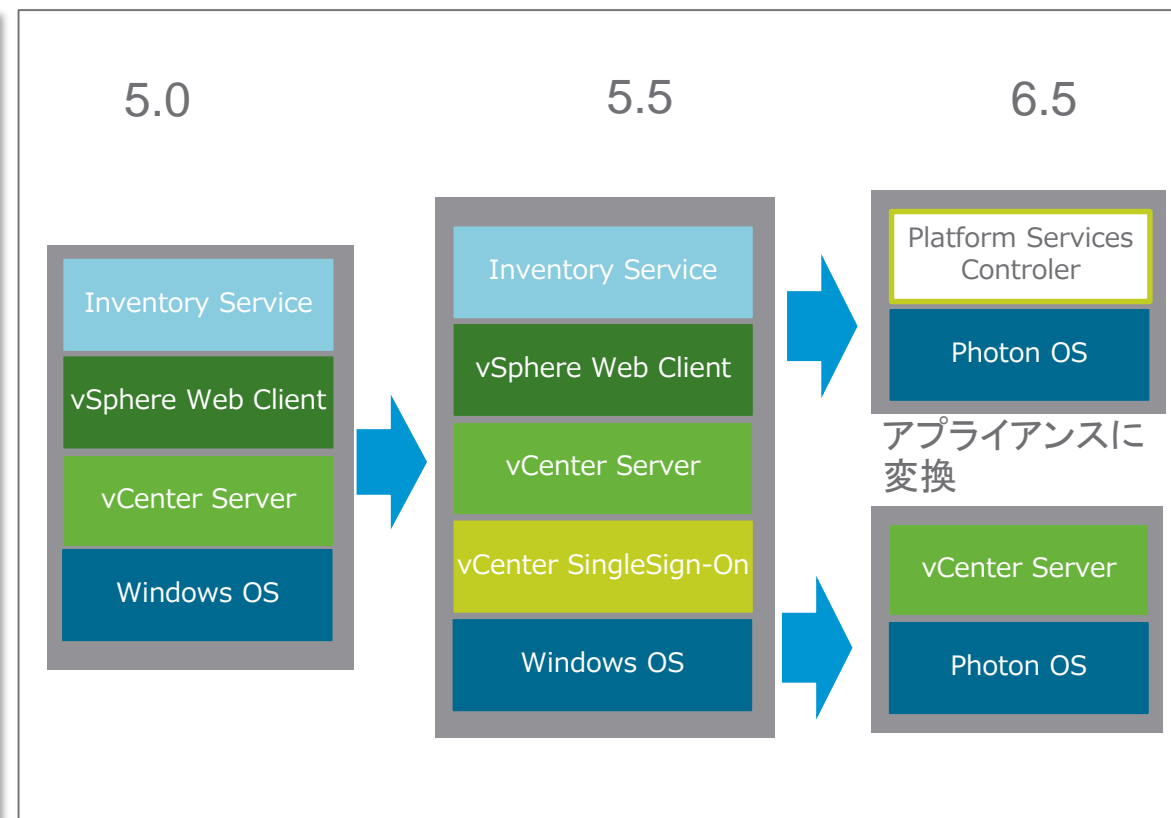 5.0
Inventory Service
vSphere Web Client
vCenter Server
Windows OS
5.5
Inventory Service
vSphere Web Client
vCenter Server
vCenter SingleSign-On
Windows OS
6.5
Platform Services
Controler
Photon OS
アプライアンスに
変換
vCenter Server
Photon OS